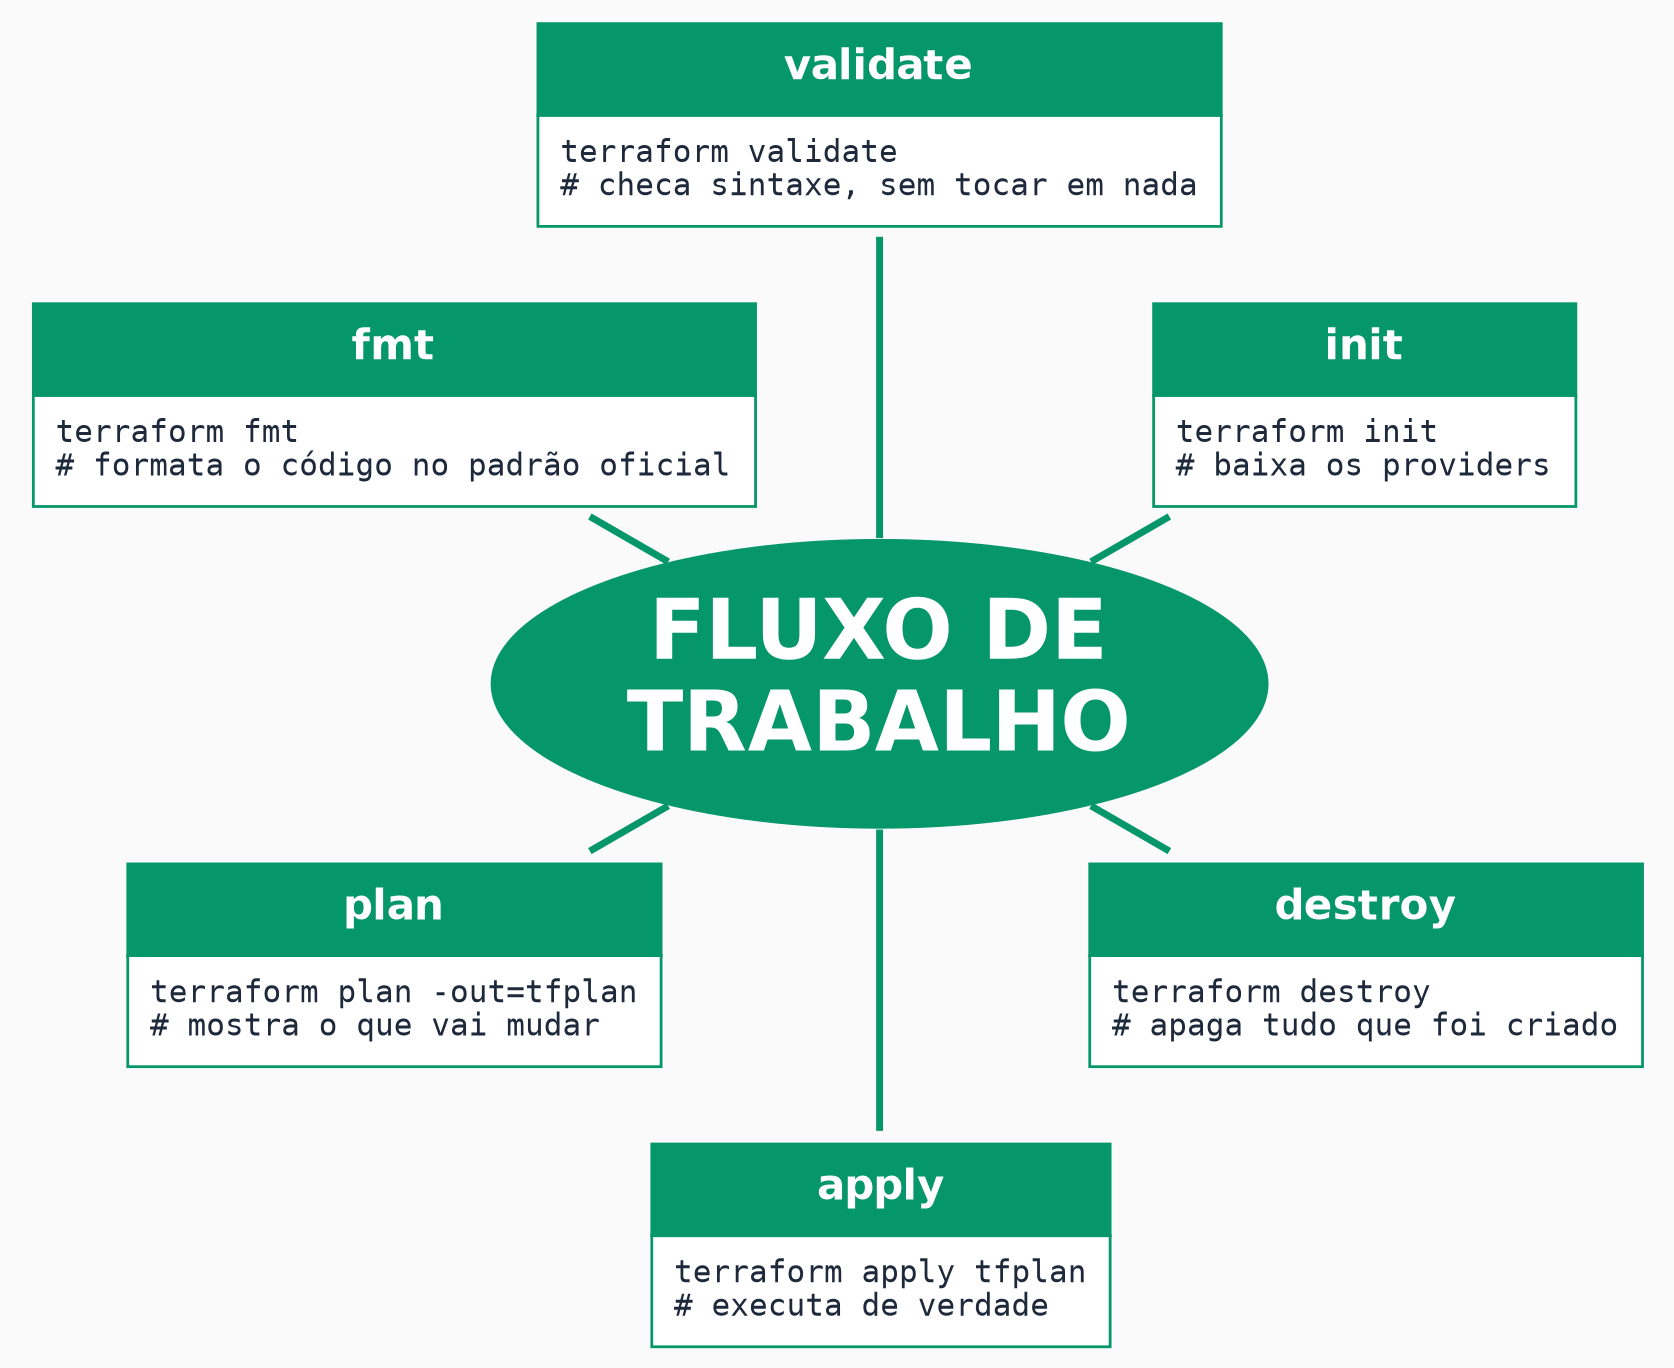 validate
terraform validate
# checa sintaxe, sem tocar em nada
fmt
terraform fmt
# formata o código no padrão oficial
init
terraform init
# baixa os providers
FLUXO DE
TRABALHO
plan
terraform plan -out=tfplan
# mostra o que vai mudar
destroy
terraform destroy
# apaga tudo que foi criado
apply
terraform apply tfplan
# executa de verdade